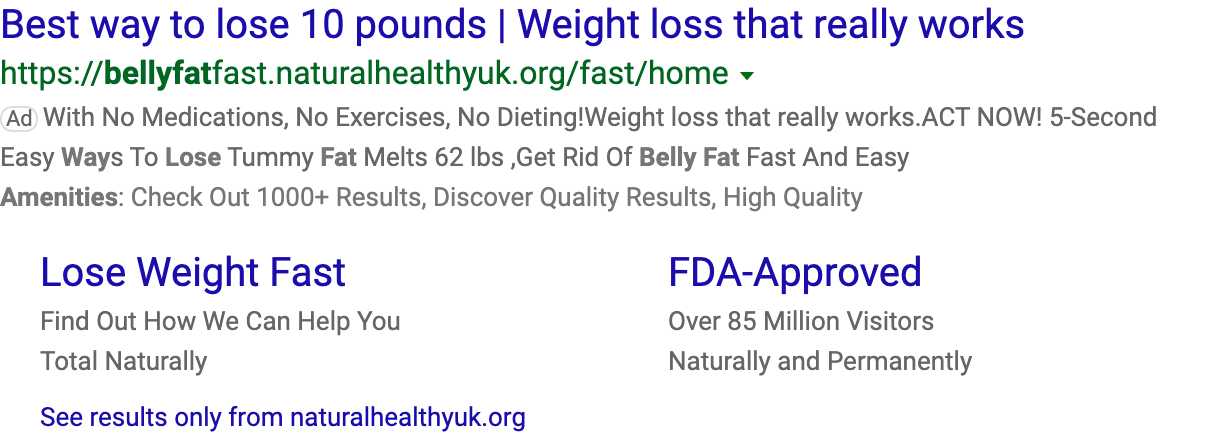 Best way to lose 10 pounds | Weight loss that really works
https://bellyfatfast.naturalhealthyuk.org/fast/home
Ad With No Medications, No Exercises, No Dieting!Weight loss that really works.ACT NOW! 5-Second
Easy Ways To Lose Tummy Fat Melts 62 lbs ,Get Rid Of Belly Fat Fast And Easy
Amenities: Check Out 1000+ Results, Discover Quality Results, High Quality
Lose Weight Fast
Find Out How We Can Help You
Total Naturally
FDA-Approved
Over 85 Million Visitors
Naturally and Permanently
See results only from naturalhealthyuk.org